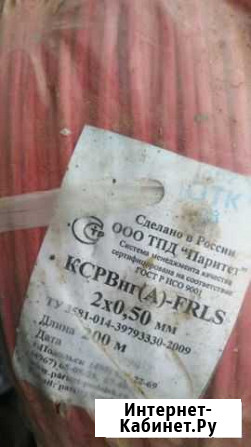 Сделано в России
ООО ТПД "Паритет"
Система менеджмента качества
сертифицирована на соответствие
ГОСТ Р ИСО 9001
КСРВнг(А)-FRLS
2х0,50 мм
ТУ 3581-014-39793330-2009
Длина 200 м
Дата
Интернет-
Кабинет.Ру